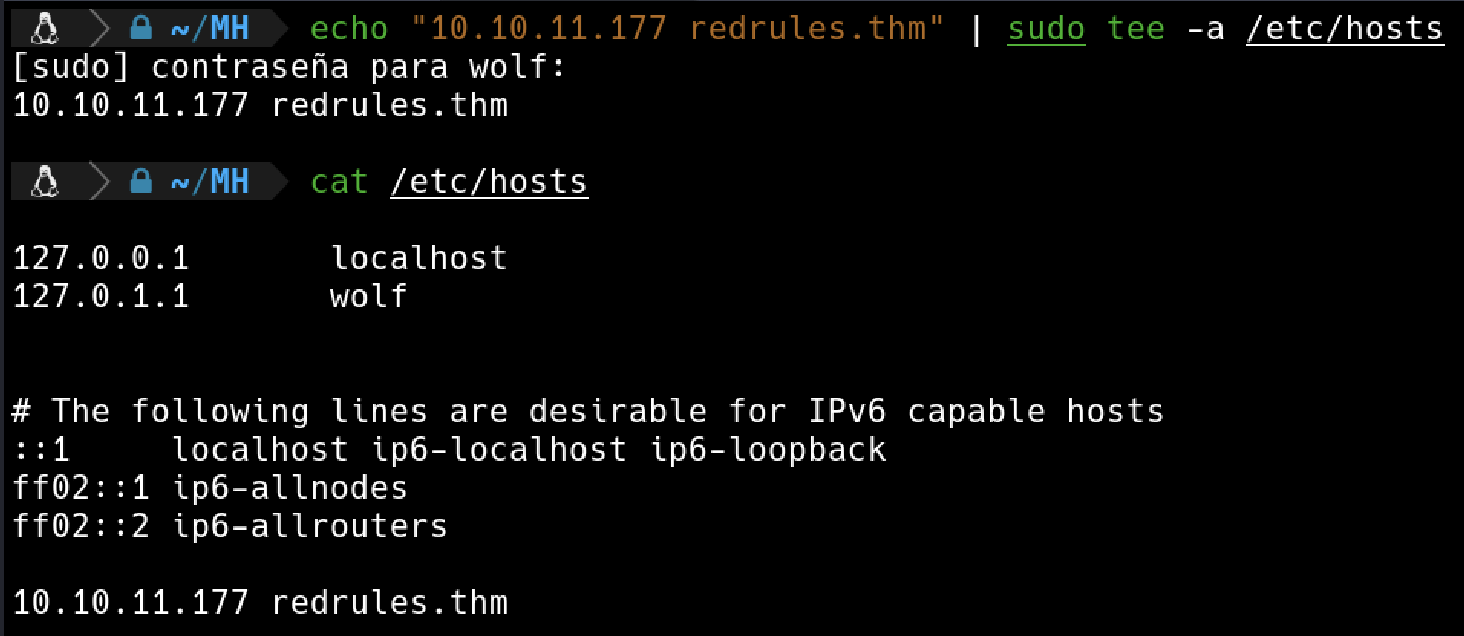 ~/MH echo "10.10.11.177 redrules.thm" | sudo tee -a /etc/hosts
[sudo] contraseña para wolf:
10.10.11.177 redrules.thm
~/MH cat /etc/hosts
127.0.0.1 localhost
127.0.1.1 wolf
# The following lines are desirable for IPv6 capable hosts
::1 localhost ip6-localhost ip6-loopback
ff02::1 ip6-allnodes
ff02::2 ip6-allrouters
10.10.11.177 redrules.thm